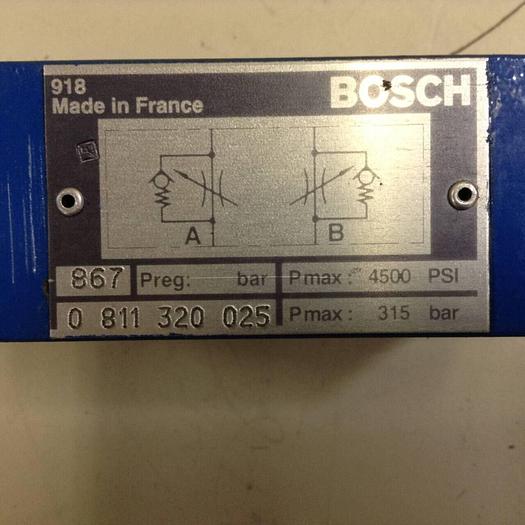 918
Made in France
BOSCH
A B
867 Preg: bar Pmax: 4500 PSI
0 811 320 025 Pmax: 315 bar